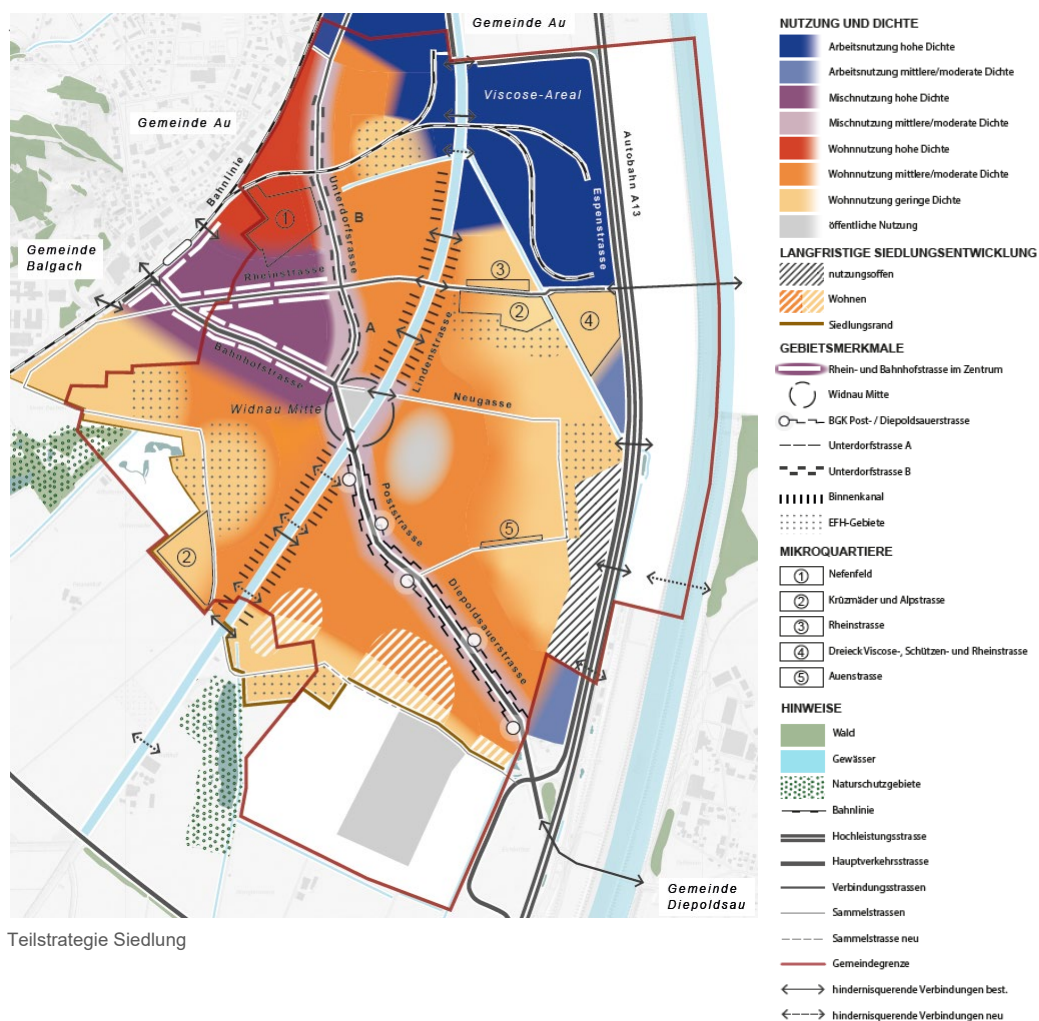 Gemeinde Au
Gemeinde Au
Viscose-Areal
Bahnlinie
Autobahn A13
Espenstrasse
Unterdorfsrasse
B
1
Gemeinde
Balgach
Rheinstrasse
3
2
4
A
Lindenstrasse
Bahnhofstrasse
Widnau Mitte
Neugasse
Poststrasse
5
2
Diepoldsauerstrasse
Gemeinde
Diepoldsau
Teilstrategie Siedlung
NUTZUNG UND DICHTE
Arbeitsnutzung hohe Dichte
Arbeitsnutzung mittlere/moderate Dichte
Mischnutzung hohe Dichte
Mischnutzung mittlere/moderate Dichte
Wohnnutzung hohe Dichte
Wohnnutzung mittlere/moderate Dichte
Wohnnutzung geringe Dichte
öffentliche Nutzung
LANGFRISTIGE SIEDLUNGSENTWICKLUNG
nutzungsoffen
Wohnen
Siedlungsrand
GEBIETSMERKMALE
Rhein- und Bahnhofstrasse im Zentrum
Widnau Mitte
BGK Post- / Diepoldsauerstrasse
Unterdorfstrasse A
Unterdorfstrasse B
Binnenkanal
EFH-Gebiete
MIKROQUARTIERE
1 Nefenfeld
2 Krüzmäder und Alpstrasse
3 Rheinstrasse
4 Dreieck Viscose-, Schützen- und Rheinstrasse
5 Auenstrasse
HINWEISE
Wald
Gewässer
Naturschutzgebiete
Bahnlinie
Hochleistungsstrasse
Hauptverkehrsstrasse
Verbindungsstrassen
Sammelstrassen
Sammelstrasse neu
Gemeindegrenze
hindernisquerende Verbindungen best.
hindernisquerende Verbindungen neu